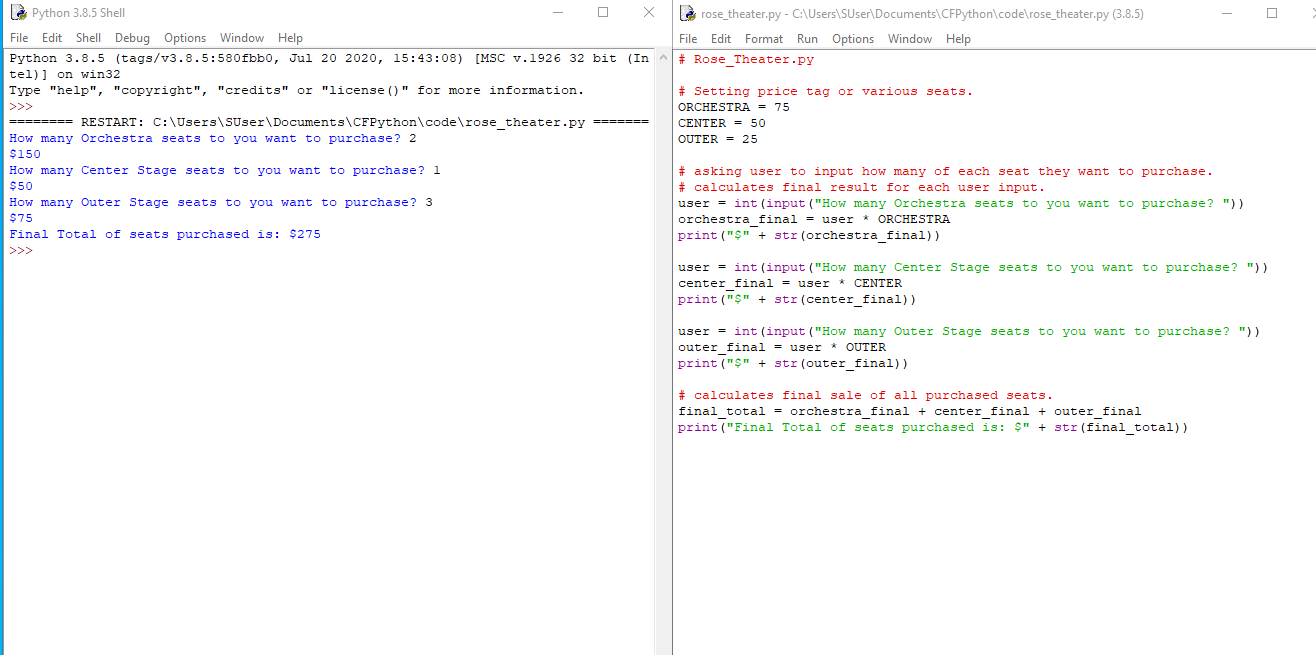 Python 3.8.5 Shell
File Edit Shell Debug Options Window Help
Python 3.8.5 (tags/v3.8.5:580fbb0, Jul 20 2020, 15:43:08) [MSC v.1926 32 bit (In
tel)] on win32
Type "help", "copyright", "credits" or "license()" for more information.
>>>
======== RESTART: C:\Users\SUser\Documents\CFPython\code\rose_theater.py =======
How many Orchestra seats to you want to purchase? 2
$150
How many Center Stage seats to you want to purchase? 1
$50
How many Outer Stage seats to you want to purchase? 3
$75
Final Total of seats purchased is: $275
>>>
rose_theater.py - C:\Users\SUser\Documents\CFPython\code\rose_theater.py (3.8.5)
File Edit Format Run Options Window Help
# Rose_Theater.py

# Setting price tag or various seats.
ORCHESTRA = 75
CENTER = 50
OUTER = 25

# asking user to input how many of each seat they want to purchase.
# calculates final result for each user input.
user = int(input("How many Orchestra seats to you want to purchase? "))
orchestra_final = user * ORCHESTRA
print("$" + str(orchestra_final))

user = int(input("How many Center Stage seats to you want to purchase? "))
center_final = user * CENTER
print("$" + str(center_final))

user = int(input("How many Outer Stage seats to you want to purchase? "))
outer_final = user * OUTER
print("$" + str(outer_final))

# calculates final sale of all purchased seats.
final_total = orchestra_final + center_final + outer_final
print("Final Total of seats purchased is: $" + str(final_total))